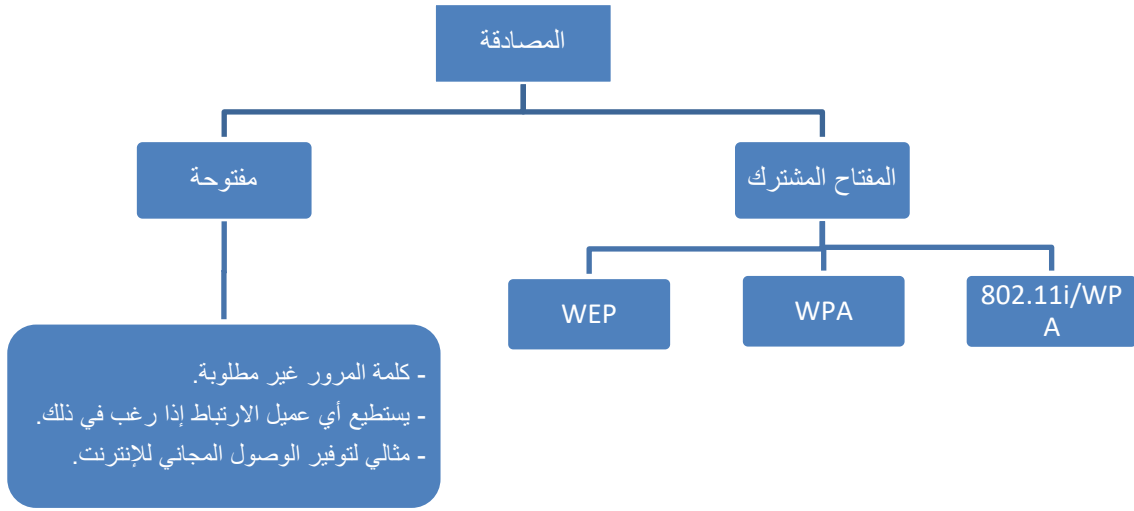 المصادقة
المفتاح المشترك
مفتوحة
802.11i/WP
A
WPA
WEP
- كلمة المرور غير مطلوبة.
- يستطيع أي عميل الارتباط إذا رغب في ذلك.
- مثالي لتوفير الوصول المجاني للإنترنت.